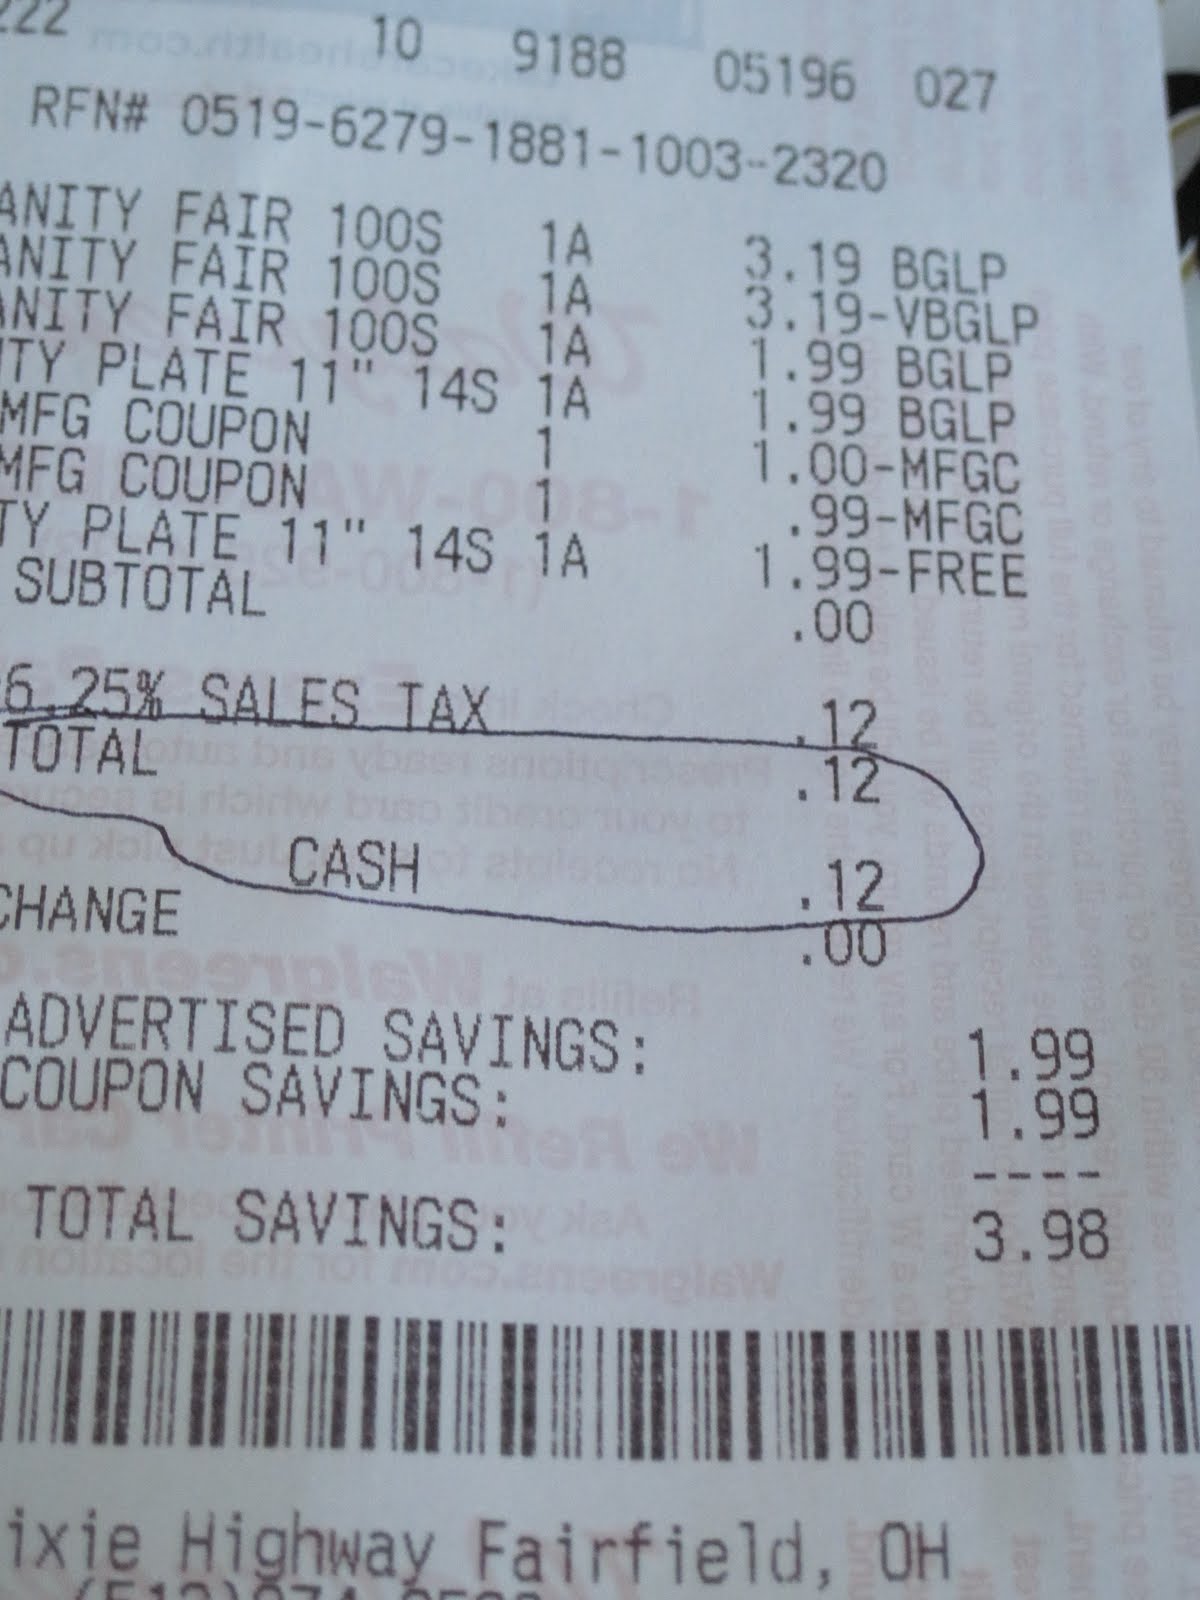 222 10 9188 05196 027
RFN# 0519-6279-1881-1003-2320
ANITY FAIR 100S 1A 3.19 BGLP
ANITY FAIR 100S 1A 3.19-VBGLP
ANITY FAIR 100S 1A 1.99 BGLP
ITY PLATE 11" 14S 1A 1.99 BGLP
MFG COUPON 1 1.00-MFGC
MFG COUPON 1 .99-MFGC
TY PLATE 11" 14S 1A 1.99-FREE
SUBTOTAL .00
6.25% SALES TAX .12
TOTAL .12
CASH .12
CHANGE .00
ADVERTISED SAVINGS: 1.99
COUPON SAVINGS: 1.99
----
TOTAL SAVINGS: 3.98
ixie Highway Fairfield, OH